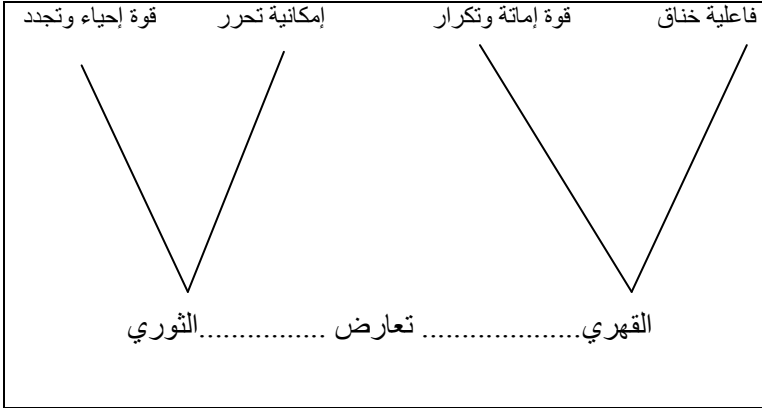 فاعلية خناق قوة إماتة وتكرار إمكانية تحرر قوة إحياء وتجدد
القهري.................... تعارض ................الثوري